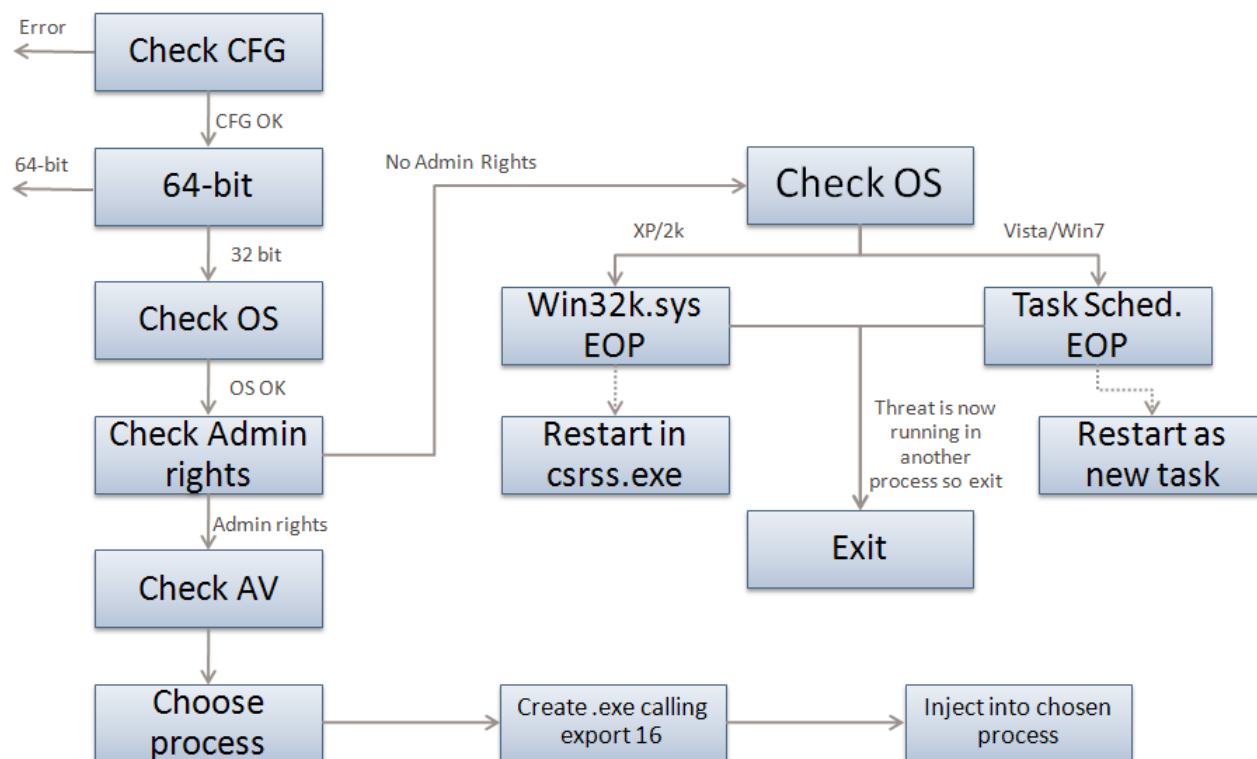 Error
Check CFG
CFG OK
64-bit
64-bit
No Admin Rights
Check OS
32 bit
XP/2k
Vista/Win7
Check OS
Win32k.sys
EOP
Task Sched.
EOP
OS OK
Check Admin
rights
Restart in
csrss.exe
Threat is now
running in
another
process so exit
Restart as
new task
Admin rights
Check AV
Exit
Choose
process
Create .exe calling
export 16
Inject into chosen
process